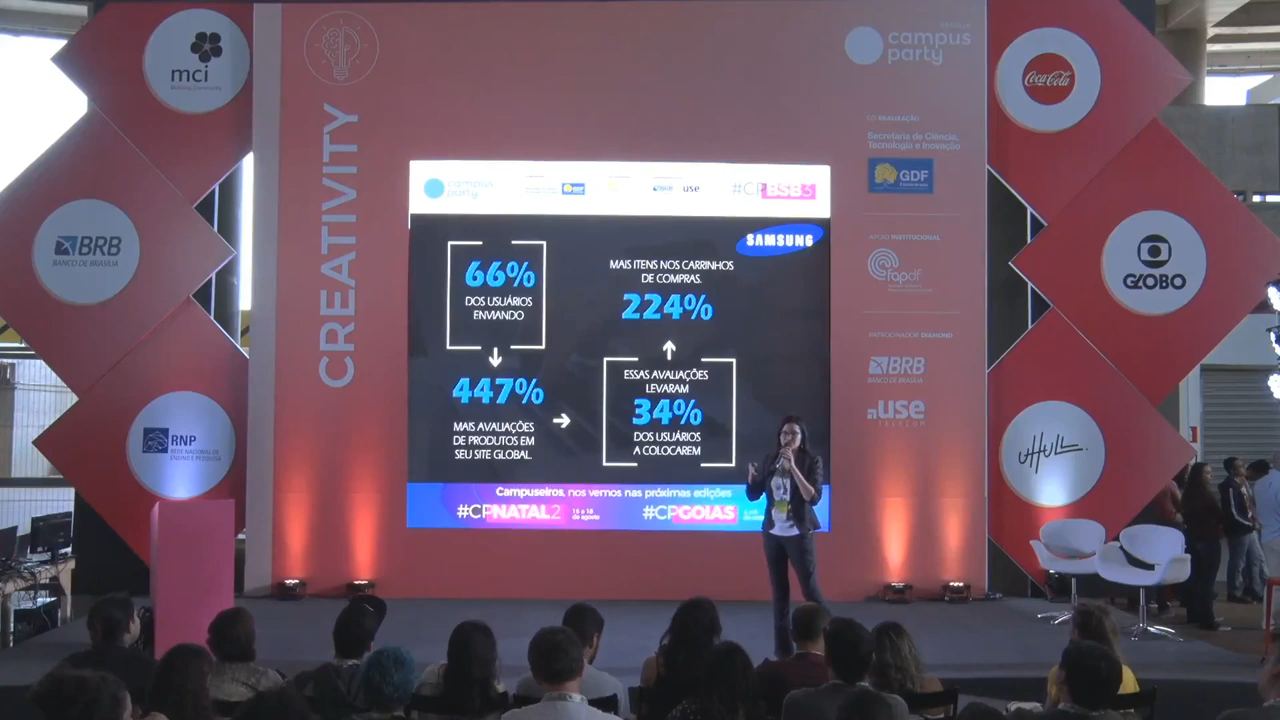 mci
BRB
BANCO DE BRASÍLIA
RNP
REDE NACIONAL DE
ENSINO E PESQUISA
CREATIVITY
campus
party
CO-REALIZAÇÃO
Secretaria de Ciência,
Tecnologia e Inovação
GDF
APOIO INSTITUCIONAL
fapdf
PATROCINADOR DIAMOND
BRB
BANCO DE BRASÍLIA
.USE
TELECOM
Coca-Cola
GLOBO
UHULL.
campus
party
GDF
use
#CPBSB3
SAMSUNG
66%
DOS USUÁRIOS
ENVIANDO
447%
MAIS AVALIAÇÕES
DE PRODUTOS EM
SEU SITE GLOBAL.
MAIS ITENS NOS CARRINHOS
DE COMPRAS.
224%
ESSAS AVALIAÇÕES
LEVARAM
34%
DOS USUÁRIOS
A COLOCAREM
Campuseiros, nos vemos nas próximas edições
#CPNATAL2
16 a 18
de agosto
#CPGOIAS